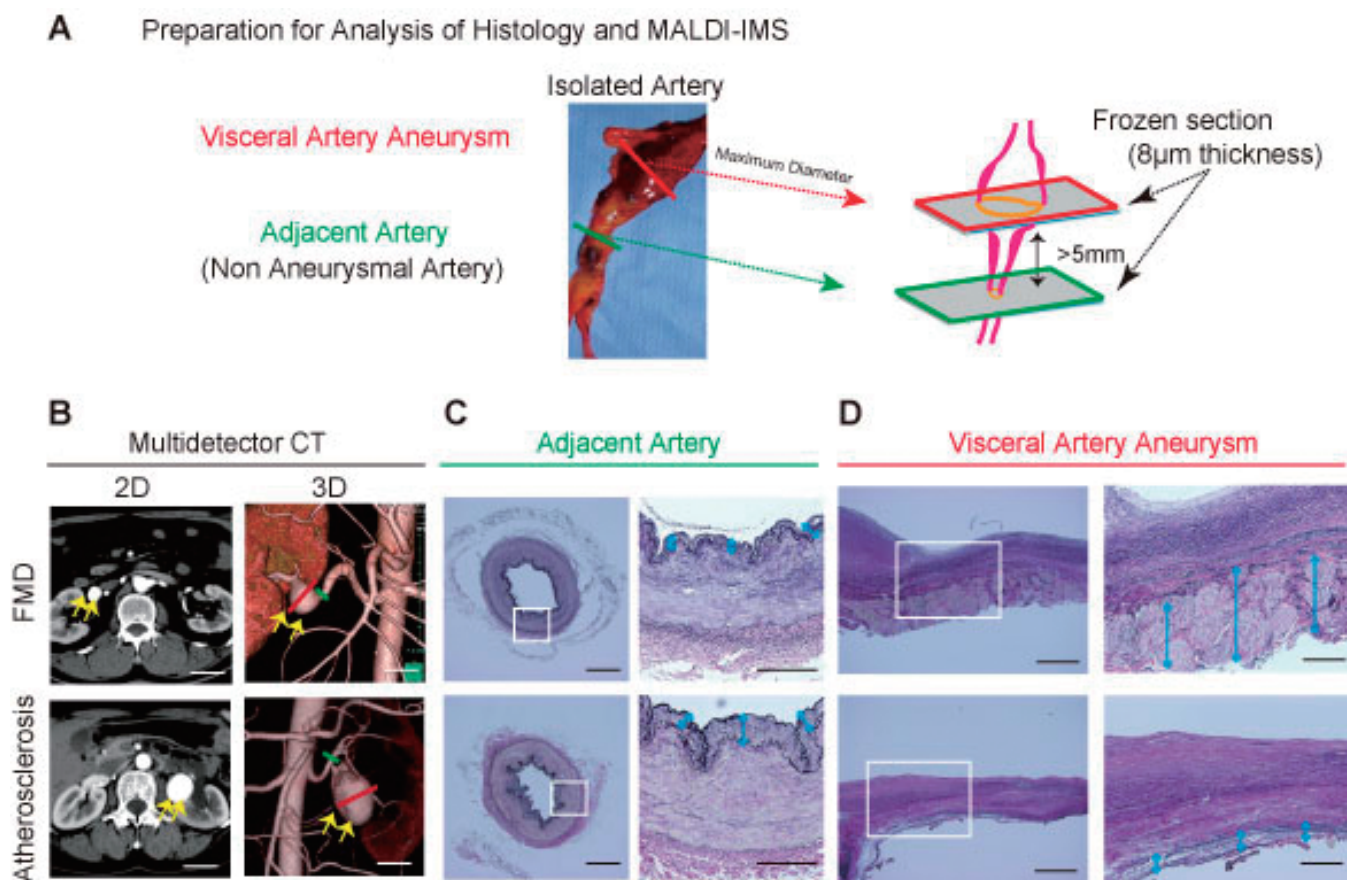 A Preparation for Analysis of Histology and MALDI-IMS
Isolated Artery
Visceral Artery Aneurysm
Maximum Diameter
Frozen section
(8µm thickness)
Adjacent Artery
(Non Aneurysmal Artery)
>5mm
B
Multidetector CT
2D 3D
C
Adjacent Artery
D
Visceral Artery Aneurysm
FMD
Atherosclerosis